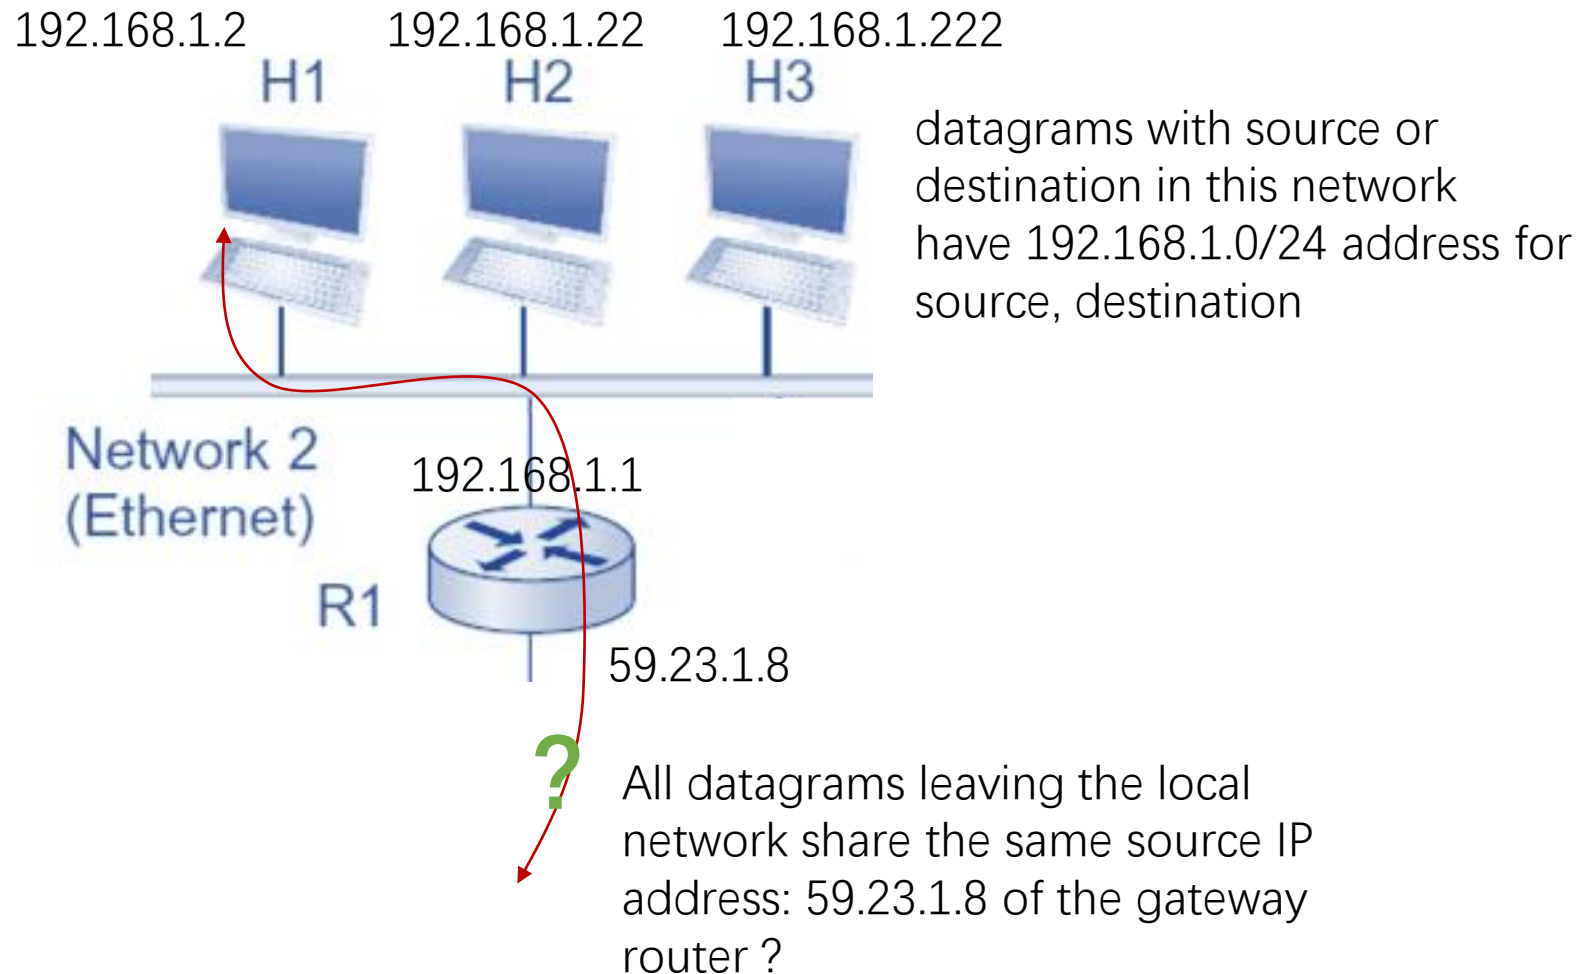 192.168.1.2
192.168.1.22
192.168.1.222
H1
H2
H3
datagrams with source or
destination in this network
have 192.168.1.0/24 address for
source, destination
Network 2
(Ethernet)
192.168.1.1
R1
59.23.1.8
?
All datagrams leaving the local
network share the same source IP
address: 59.23.1.8 of the gateway
router ?